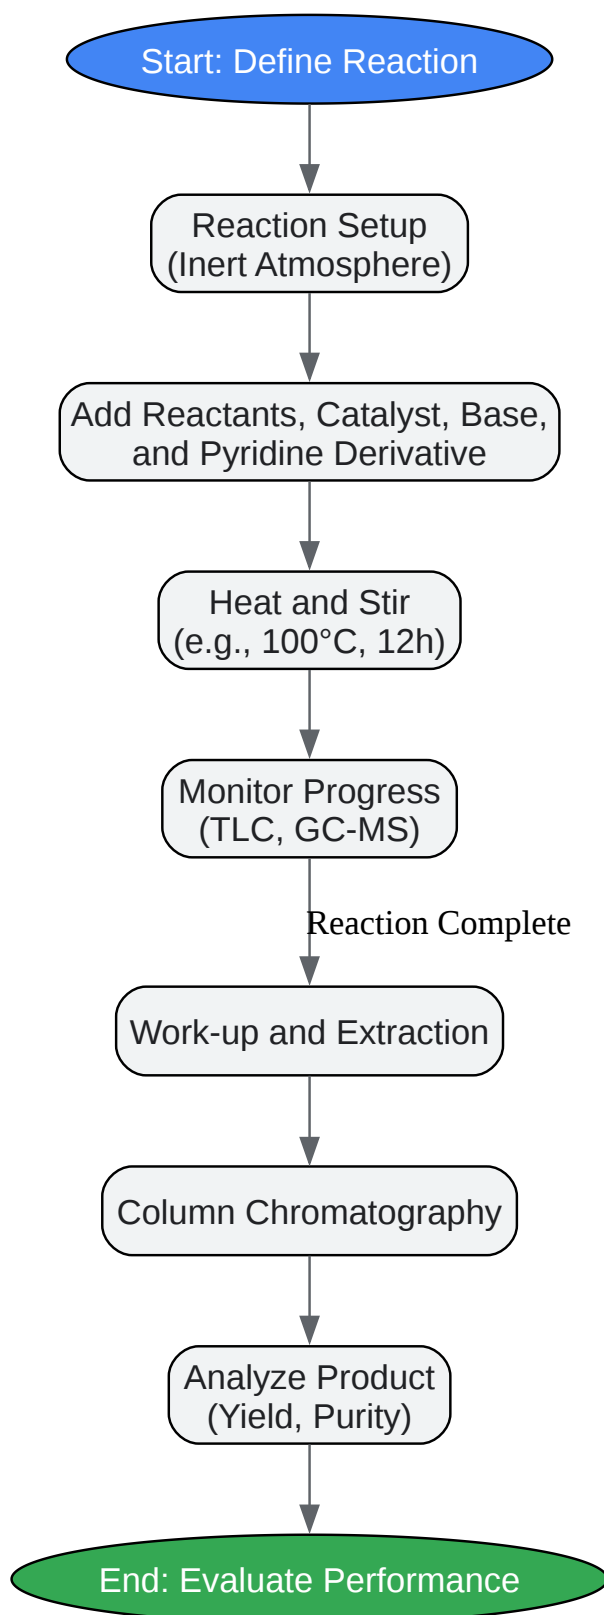 Start: Define Reaction
Reaction Setup
(Inert Atmosphere)
Add Reactants, Catalyst, Base,
and Pyridine Derivative
Heat and Stir
(e.g., 100°C, 12h)
Monitor Progress
(TLC, GC-MS)
Reaction Complete
Work-up and Extraction
Column Chromatography
Analyze Product
(Yield, Purity)
End: Evaluate Performance